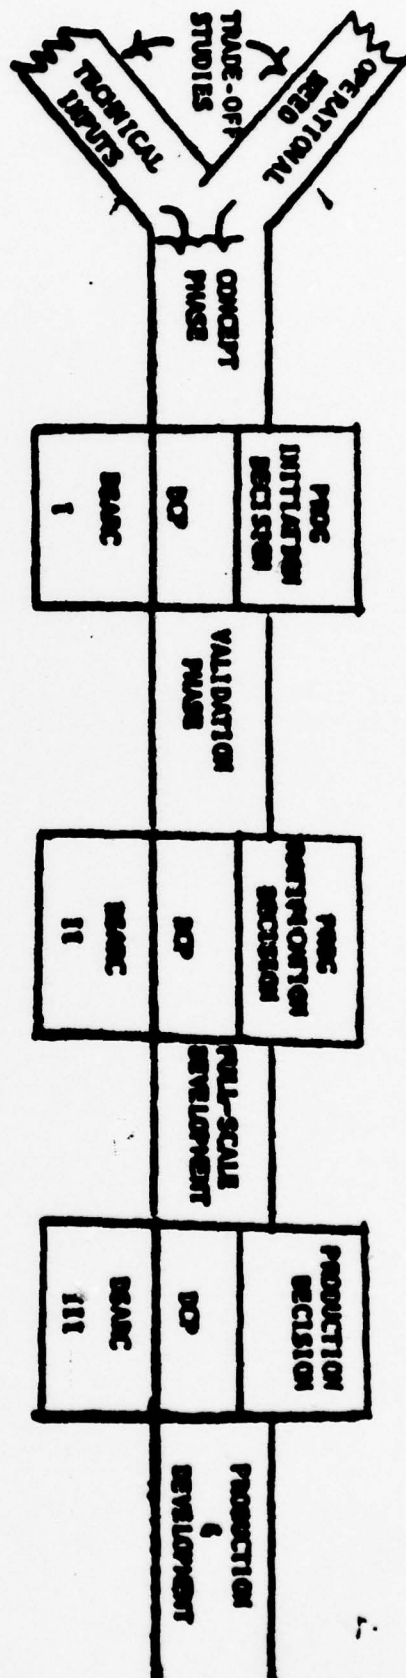 OPERATIONAL
NEED
TRADE-OFF
STUDIES
TECHNICAL
INPUTS
CONCEPT
PHASE
PROG
INITIATION
DECISION
DCP
DSARC
I
VALIDATION
PHASE
PROG
RATIFICATION
DECISION
DCP
DSARC
II
FULL-SCALE
DEVELOPMENT
PRODUCTION
DECISION
DCP
DSARC
III
PRODUCTION
&
DEVELOPMENT